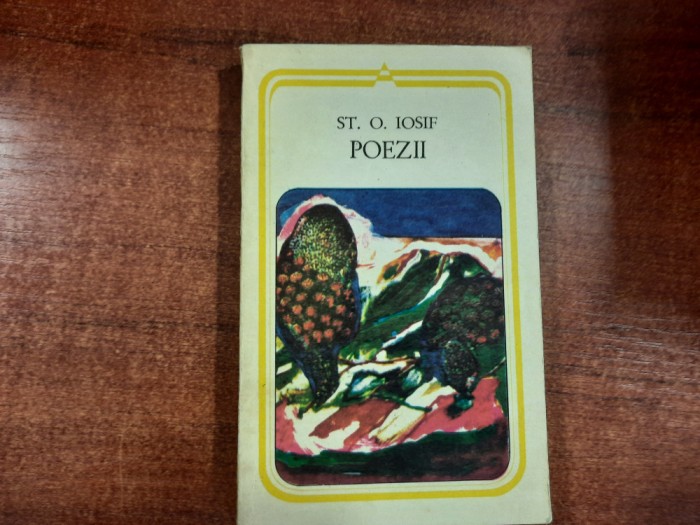 ST. O. IOSIF
POEZII